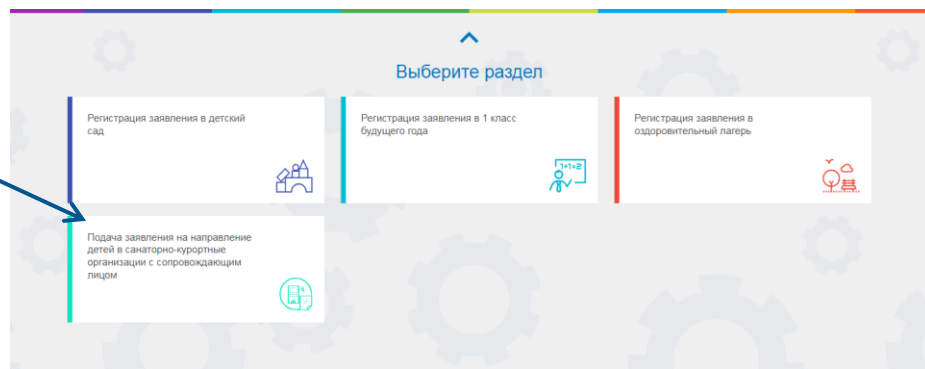 Выберите раздел
Регистрация заявления в детский
сад
Регистрация заявления в 1 класс
будущего года
1+1=2
Регистрация заявления в
оздоровительный лагерь
Подача заявления на направление
детей в санаторно-курортные
организации с сопровождающим
лицом